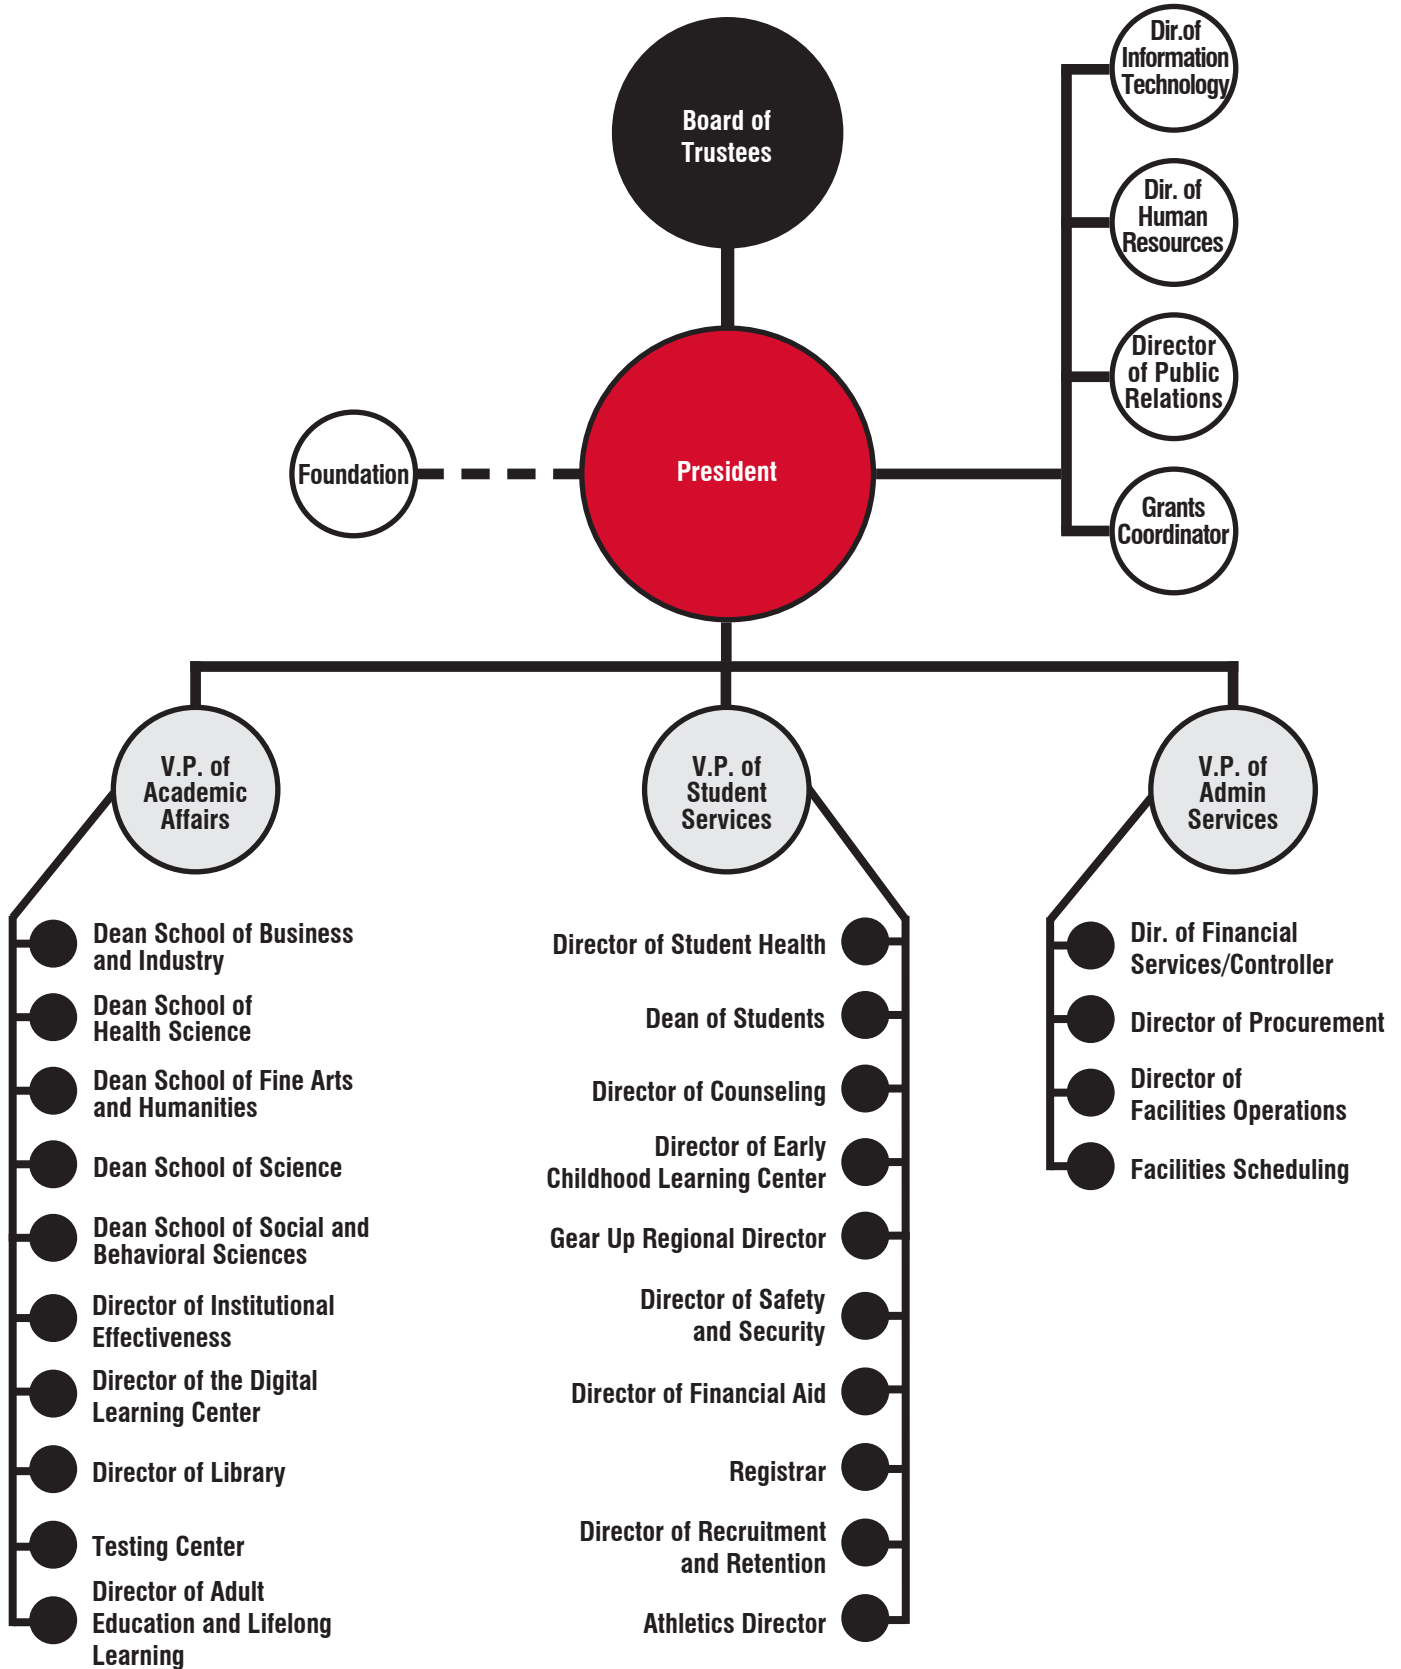 Board of
Trustees
Dir.of
Information
Technology
Dir. of
Human
Resources
Director
of Public
Relations
Grants
Coordinator
Foundation
President
V.P. of
Academic
Affairs
V.P. of
Student
Services
V.P. of
Admin
Services
Dean School of Business
and Industry
Dean School of
Health Science
Dean School of Fine Arts
and Humanities
Dean School of Science
Dean School of Social and
Behavioral Sciences
Director of Institutional
Effectiveness
Director of the Digital
Learning Center
Director of Library
Testing Center
Director of Adult
Education and Lifelong
Learning
Director of Student Health
Dean of Students
Director of Counseling
Director of Early
Childhood Learning Center
Gear Up Regional Director
Director of Safety
and Security
Director of Financial Aid
Registrar
Director of Recruitment
and Retention
Athletics Director
Dir. of Financial
Services/Controller
Director of Procurement
Director of
Facilities Operations
Facilities Scheduling